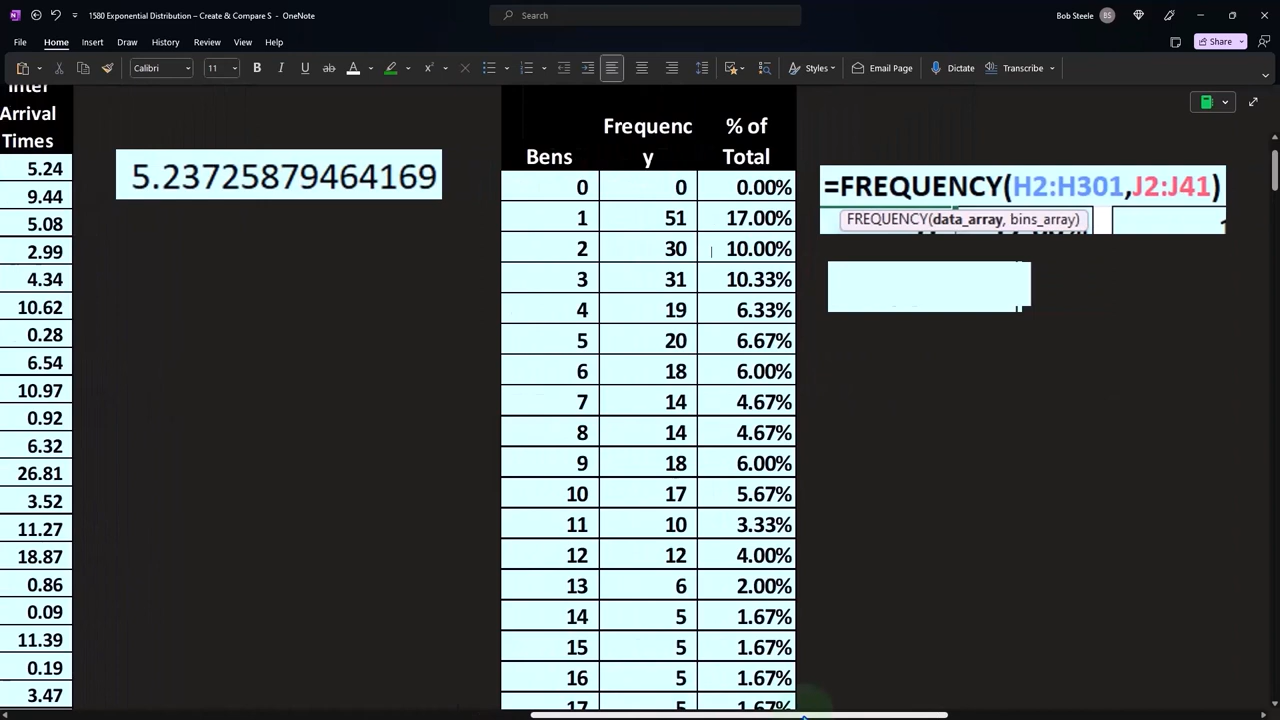 1580 Exponential Distribution – Create & Compare S - OneNote
Search
Bob Steele BS
File Home Insert Draw History Review View Help
Share
Calibri 11 B I U ab A Styles Email Page Dictate Transcribe
Inter
Arrival
Times
5.24
9.44
5.08
2.99
4.34
10.62
0.28
6.54
10.97
0.92
6.32
26.81
3.52
11.27
18.87
0.86
0.09
11.39
0.19
3.47
5.23725879464169
Bens Frequency % of Total
0 0 0.00%
1 51 17.00%
2 30 10.00%
3 31 10.33%
4 19 6.33%
5 20 6.67%
6 18 6.00%
7 14 4.67%
8 14 4.67%
9 18 6.00%
10 17 5.67%
11 10 3.33%
12 12 4.00%
13 6 2.00%
14 5 1.67%
15 5 1.67%
16 5 1.67%
17 5 1.67%
=FREQUENCY(H2:H301,J2:J41)
FREQUENCY(data_array, bins_array)